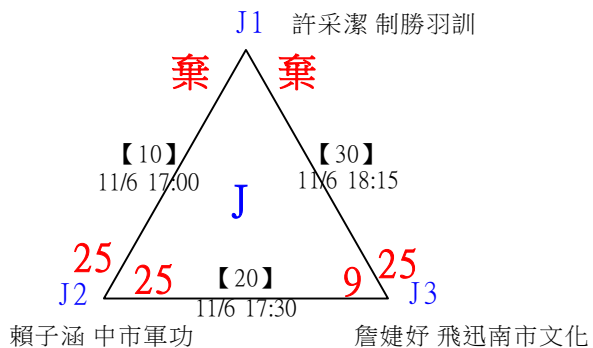 J1 許采潔 制勝羽訓
棄 棄
【10】 【30】
11/6 17:00 11/6 18:15
J
25 25
25 【20】 9
J2 J3
11/6 17:30
賴子涵 中市軍功 詹婕妤 飛迅南市文化